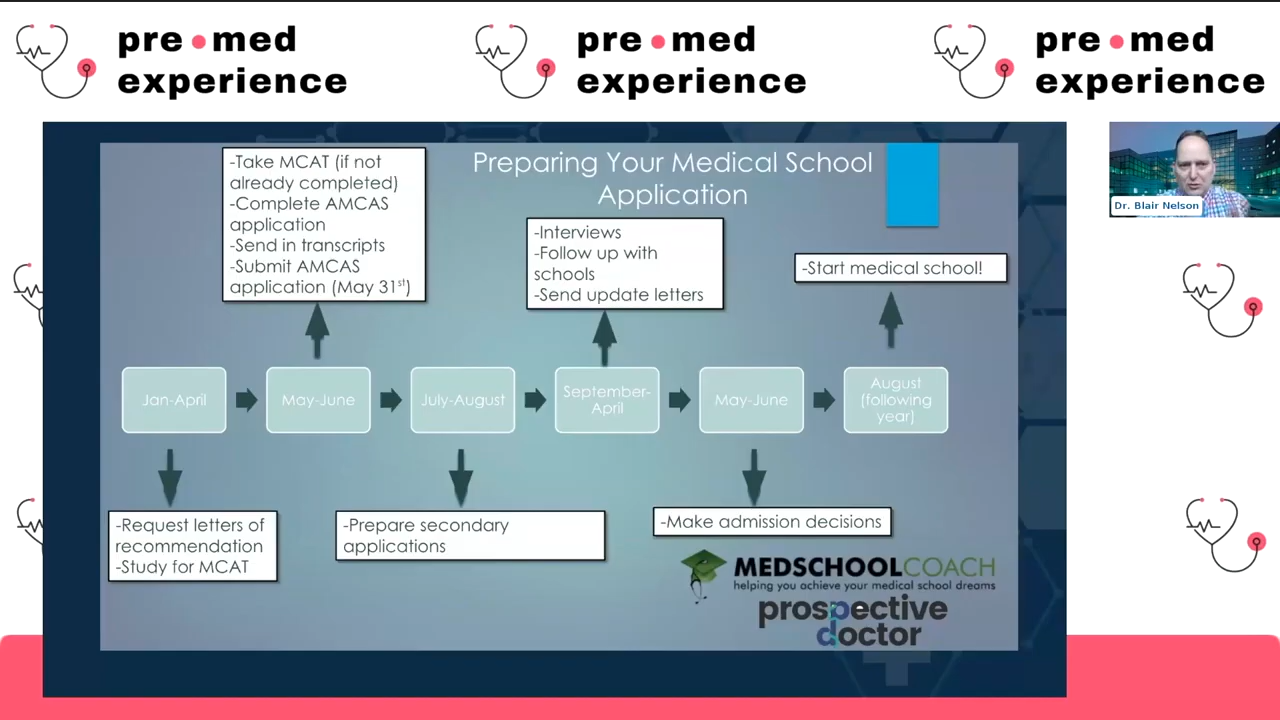 pre med
experience
pre med
experience
pre med
experience
Preparing Your Medical School
Application
-Take MCAT (if not
already completed)
-Complete AMCAS
application
-Send in transcripts
-Submit AMCAS
application (May 31st)
-Interviews
-Follow up with
schools
-Send update letters
-Start medical school!
Jan-April
May-June
July-August
September-
April
May-June
August
(following
year)
-Request letters of
recommendation
-Study for MCAT
-Prepare secondary
applications
-Make admission decisions
MEDSCHOOLCOACH
helping you achieve your medical school dreams
prospective
doctor
Dr. Blair Nelson